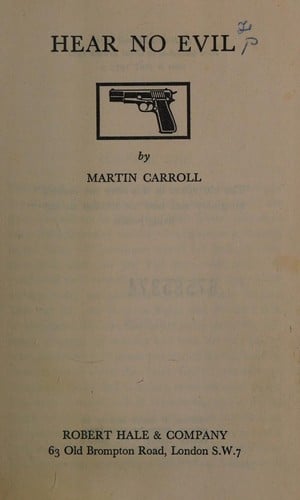 HEAR NO EVIL
by
MARTIN CARROLL
ROBERT HALE & COMPANY
63 Old Brompton Road, London S.W.7